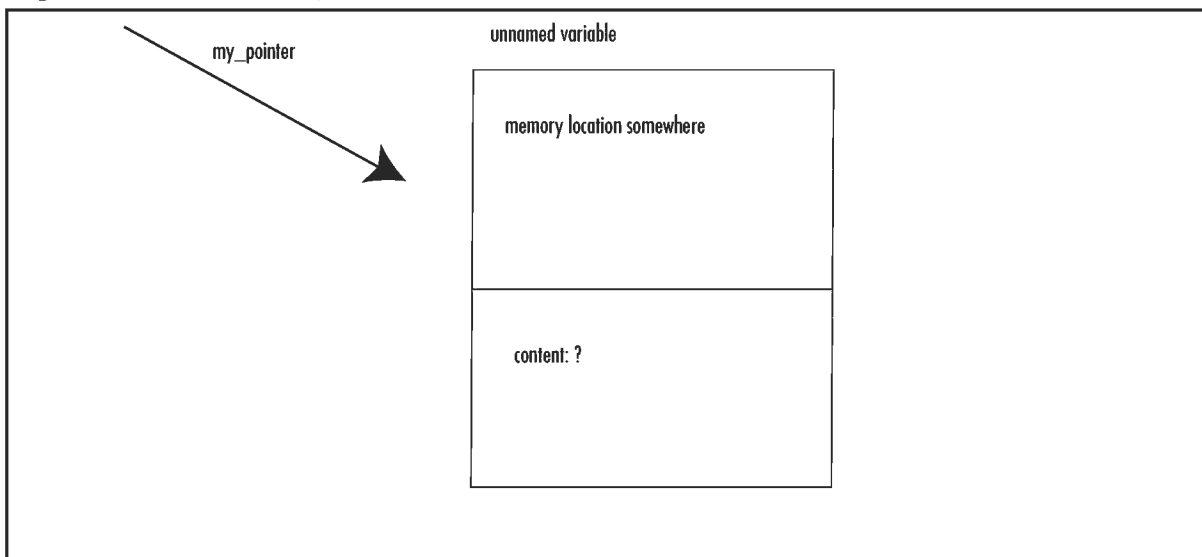 unnamed variable
my_pointer
memory location somewhere
content: ?